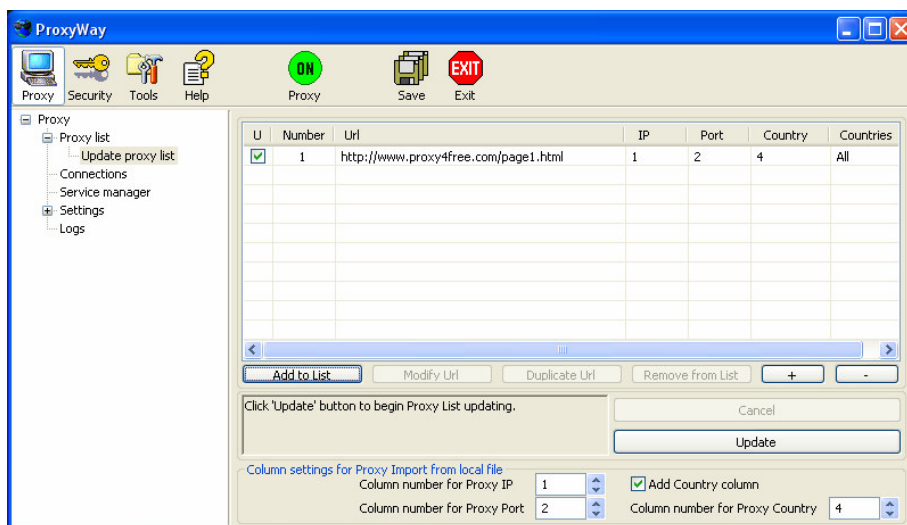 ProxyWay
ON
EXIT
Proxy Security Tools Help Proxy Save Exit
Proxy
Proxy list
Update proxy list
Connections
Service manager
Settings
Logs
U Number Url IP Port Country Countries
1 http://www.proxy4free.com/page1.html 1 2 4 All
Add to List Modify Url Duplicate Url Remove from List + -
Click 'Update' button to begin Proxy List updating.
Cancel
Update
Column settings for Proxy Import from local file
Column number for Proxy IP 1 Add Country column
Column number for Proxy Port 2 Column number for Proxy Country 4